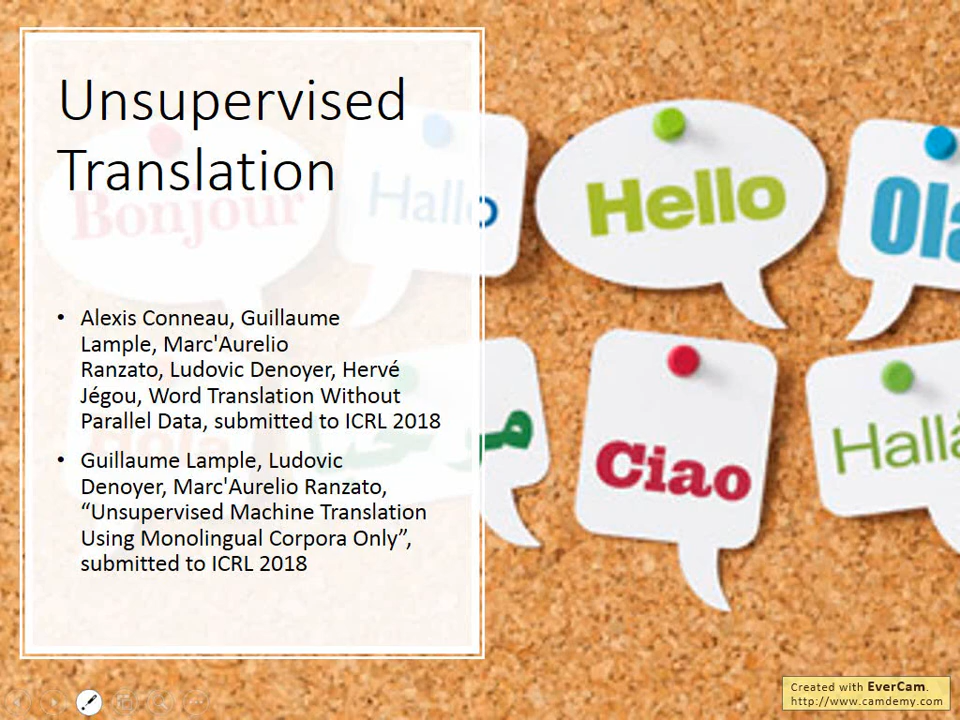 Unsupervised
Translation
Bonjour
Hallo
Hello
Ola
• Alexis Conneau, Guillaume
Lample, Marc'Aurelio
Ranzato, Ludovic Denoyer, Hervé
Jégou, Word Translation Without
Parallel Data, submitted to ICRL 2018
Ciao
Hallå
• Guillaume Lample, Ludovic
Denoyer, Marc'Aurelio Ranzato,
“Unsupervised Machine Translation
Using Monolingual Corpora Only”,
submitted to ICRL 2018
Created with EverCam.
http://www.camdemy.com